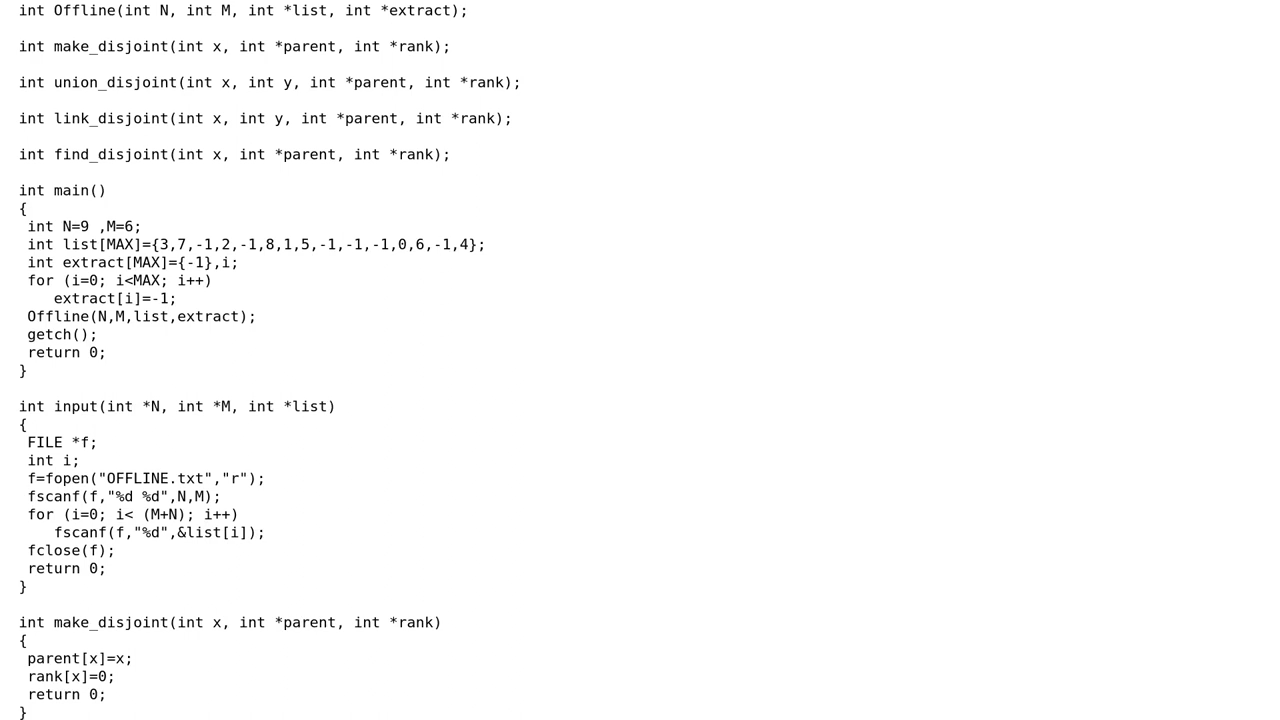 int Offline(int N, int M, int *list, int *extract);
int make_disjoint(int x, int *parent, int *rank);
int union_disjoint(int x, int y, int *parent, int *rank);
int link_disjoint(int x, int y, int *parent, int *rank);
int find_disjoint(int x, int *parent, int *rank);
int main()
{
 int N=9 ,M=6;
 int list[MAX]={3,7,-1,2,-1,8,1,5,-1,-1,-1,0,6,-1,4};
 int extract[MAX]={-1},i;
 for (i=0; i<MAX; i++)
    extract[i]=-1;
 Offline(N,M,list,extract);
 getch();
 return 0;
}
int input(int *N, int *M, int *list)
{
 FILE *f;
 int i;
 f=fopen("OFFLINE.txt","r");
 fscanf(f,"%d %d",N,M);
 for (i=0; i< (M+N); i++)
    fscanf(f,"%d",&list[i]);
 fclose(f);
 return 0;
}
int make_disjoint(int x, int *parent, int *rank)
{
 parent[x]=x;
 rank[x]=0;
 return 0;
}